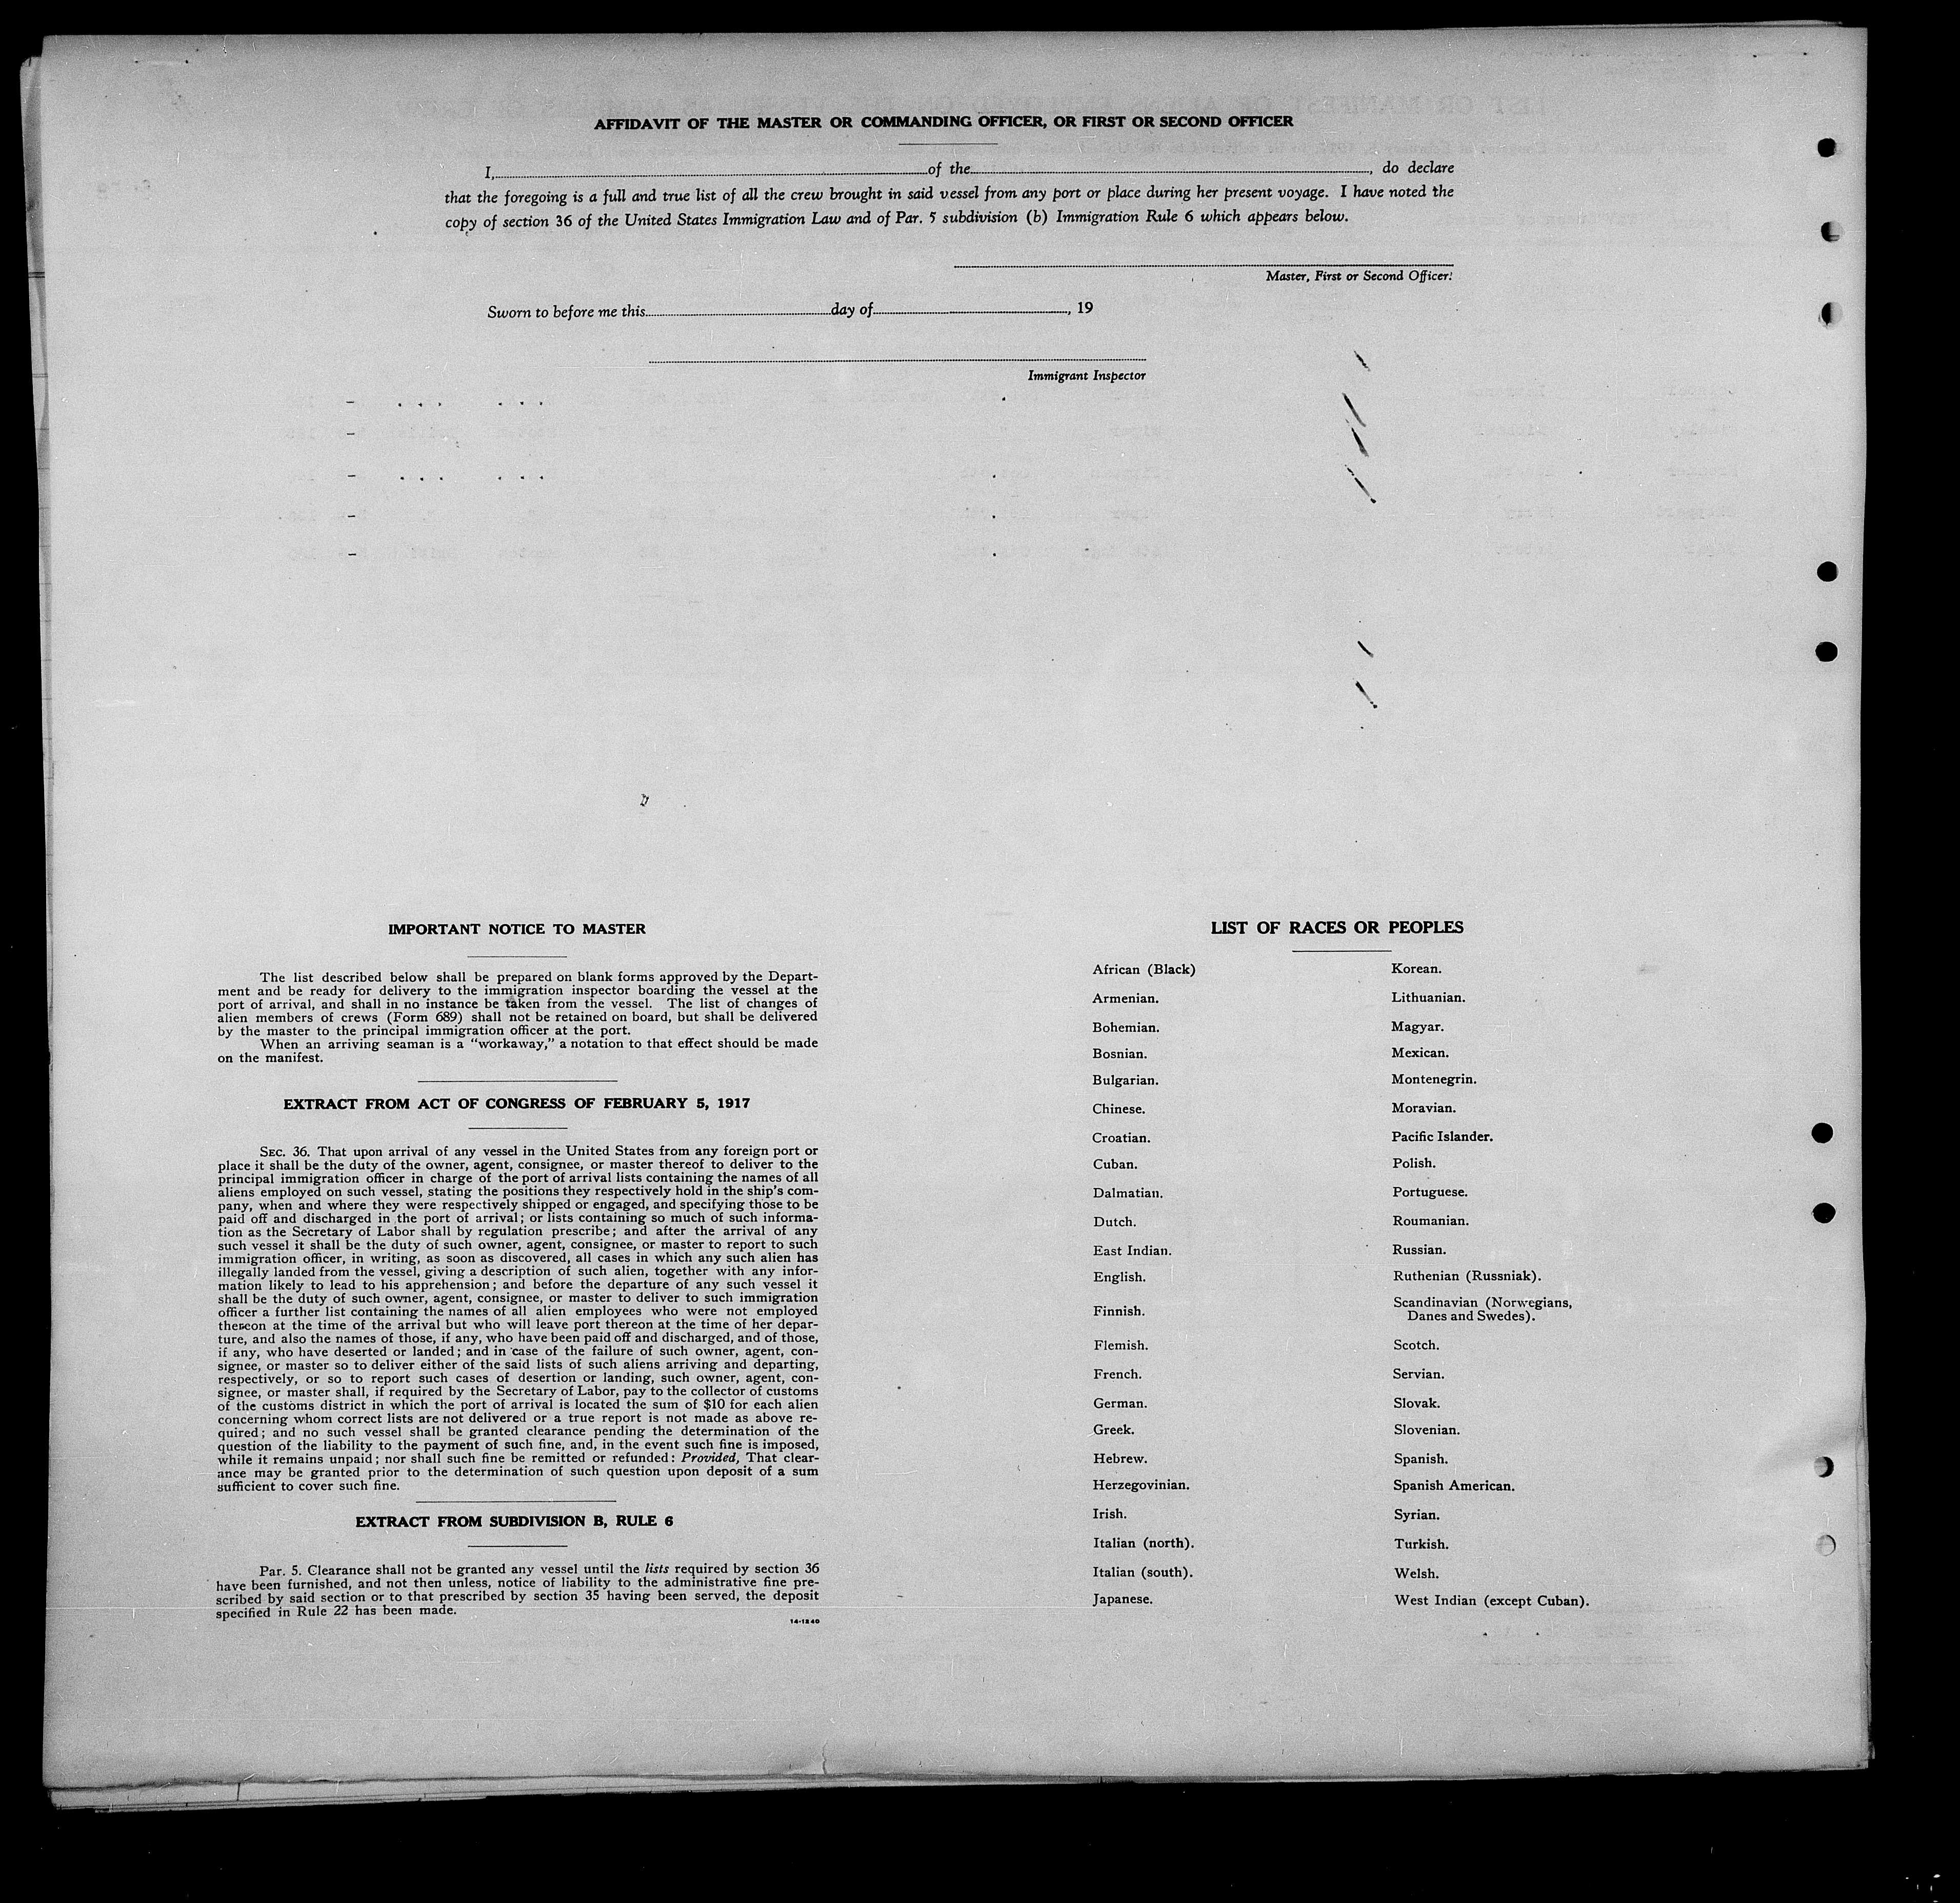 AFFIDAVIT OF THE MASTER OR COMMANDING OFFICER, OR FIRST OR SECOND OFFICER
I, of the , do declare
that the foregoing is a full and true list of all the crew brought in said vessel from any port or place during her present voyage. I have noted the
copy of section 36 of the United States Immigration Law and of Par. 5 subdivision (b) Immigration Rule 6 which appears below.
Master, First or Second Officer.
Sworn to before me this day of , 19
Immigrant Inspector
IMPORTANT NOTICE TO MASTER
The list described below shall be prepared on blank forms approved by the Depart-
ment and be ready for delivery to the immigration inspector boarding the vessel at the
port of arrival, and shall in no instance be taken from the vessel. The list of changes of
alien members of crews (Form 689) shall not be retained on board, but shall be delivered
by the master to the principal immigration officer at the port.
When an arriving seaman is a "workaway," a notation to that effect should be made
on the manifest.
EXTRACT FROM ACT OF CONGRESS OF FEBRUARY 5, 1917
SEC. 36. That upon arrival of any vessel in the United States from any foreign port or
place it shall be the duty of the owner, agent, consignee, or master thereof to deliver to the
principal immigration officer in charge of the port of arrival lists containing the names of all
aliens employed on such vessel, stating the positions they respectively hold in the ship's com-
pany, when and where they were respectively shipped or engaged, and specifying those to be
paid off and discharged in the port of arrival; or lists containing so much of such informa-
tion as the Secretary of Labor shall by regulation prescribe; and after the arrival of any
such vessel it shall be the duty of such owner, agent, consignee, or master to report to such
immigration officer, in writing, as soon as discovered, all cases in which any such alien has
illegally landed from the vessel, giving a description of such alien, together with any infor-
mation likely to lead to his apprehension; and before the departure of any such vessel it
shall be the duty of such owner, agent, consignee, or master to deliver to such immigration
officer a further list containing the names of all alien employees who were not employed
thereon at the time of the arrival but who will leave port thereon at the time of her depar-
ture, and also the names of those, if any, who have been paid off and discharged, and of those,
if any, who have deserted or landed; and in case of the failure of such owner, agent, con-
signee, or master so to deliver either of the said lists of such aliens arriving and departing,
respectively, or so to report such cases of desertion or landing, such owner, agent, con-
signee, or master shall, if required by the Secretary of Labor, pay to the collector of customs
of the customs district in which the port of arrival is located the sum of $10 for each alien
concerning whom correct lists are not delivered or a true report is not made as above re-
quired; and no such vessel shall be granted clearance pending the determination of the
question of the liability to the payment of such fine, and, in the event such fine is imposed,
while it remains unpaid; nor shall such fine be remitted or refunded: Provided, That clear-
ance may be granted prior to the determination of such question upon deposit of a sum
sufficient to cover such fine.
EXTRACT FROM SUBDIVISION B, RULE 6
Par. 5. Clearance shall not be granted any vessel until the lists required by section 36
have been furnished, and not then unless, notice of liability to the administrative fine pre-
scribed by said section or to that prescribed by section 35 having been served, the deposit
specified in Rule 22 has been made.
14-1240
LIST OF RACES OR PEOPLES
African (Black)
Armenian.
Bohemian.
Bosnian.
Bulgarian.
Chinese.
Croatian.
Cuban.
Dalmatian.
Dutch.
East Indian.
English.
Finnish.
Flemish.
French.
German.
Greek.
Hebrew.
Herzegovinian.
Irish.
Italian (north).
Italian (south).
Japanese.
Korean.
Lithuanian.
Magyar.
Mexican.
Montenegrin.
Moravian.
Pacific Islander.
Polish.
Portuguese.
Roumanian.
Russian.
Ruthenian (Russniak).
Scandinavian (Norwegians,
Danes and Swedes).
Scotch.
Servian.
Slovak.
Slovenian.
Spanish.
Spanish American.
Syrian.
Turkish.
Welsh.
West Indian (except Cuban).